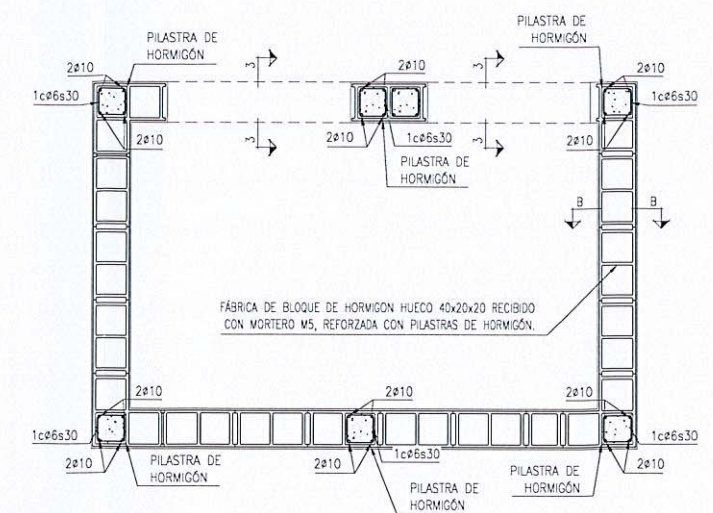 PILASTRA DE
HORMIGÓN
PILASTRA DE
HORMIGÓN
3
3
2ø10
2ø10
2ø10
1cø6s30
1cø6s30
2ø10
2ø10
1cø6s30
2ø10
3
3
PILASTRA DE
HORMIGÓN
B
B
FÁBRICA DE BLOQUE DE HORMIGON HUECO 40x20x20 RECIBIDO
CON MORTERO M5, REFORZADA CON PILASTRAS DE HORMIGÓN.
2ø10
2ø10
2ø10
1cø6s30
1cø6s30
1cø6s30
2ø10
PILASTRA DE
HORMIGÓN
2ø10
PILASTRA DE
HORMIGÓN
2ø10
PILASTRA DE
HORMIGÓN